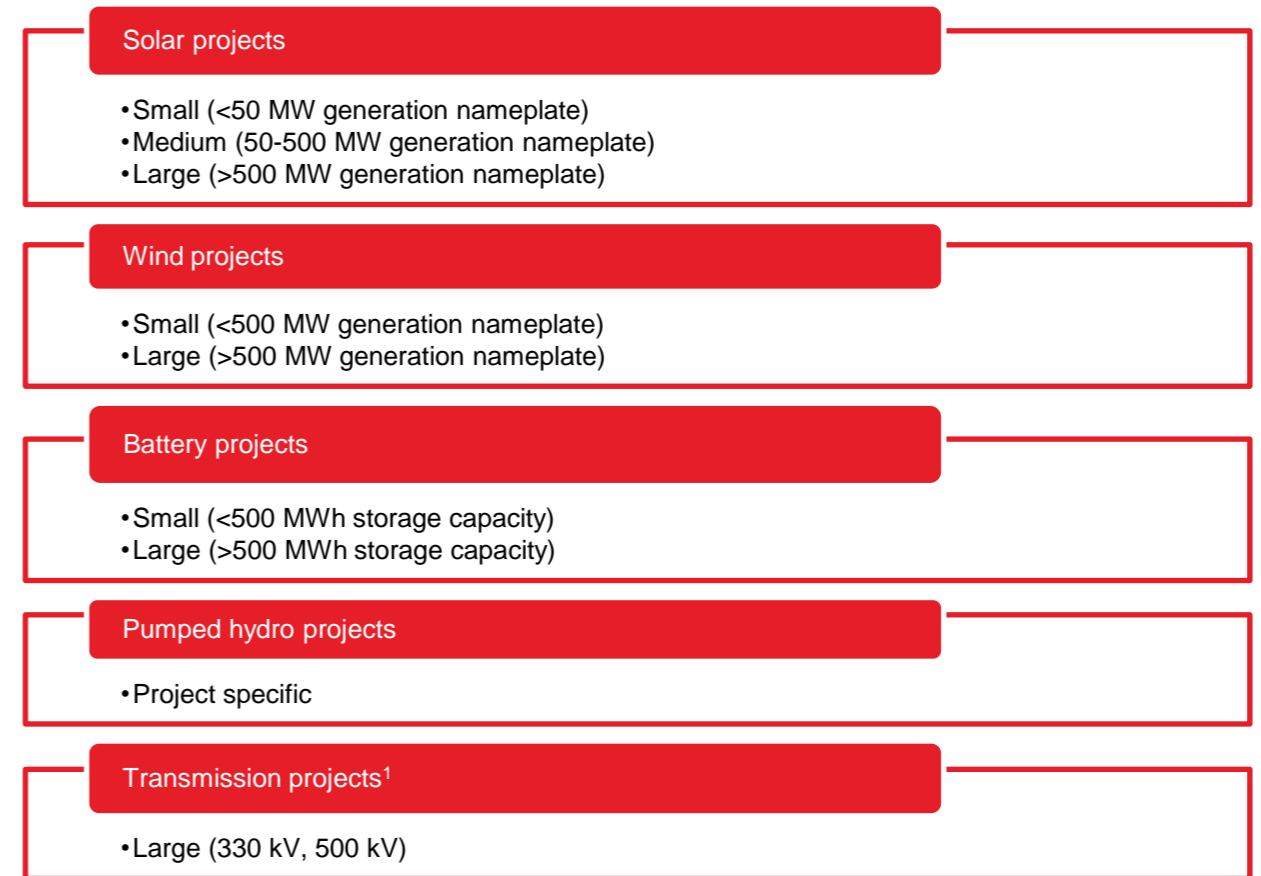 Solar projects
•Small (<50 MW generation nameplate)
•Medium (50-500 MW generation nameplate)
•Large (>500 MW generation nameplate)
Wind projects
•Small (<500 MW generation nameplate)
•Large (>500 MW generation nameplate)
Battery projects
•Small (<500 MWh storage capacity)
•Large (>500 MWh storage capacity)
Pumped hydro projects
•Project specific
Transmission projects¹
•Large (330 kV, 500 kV)